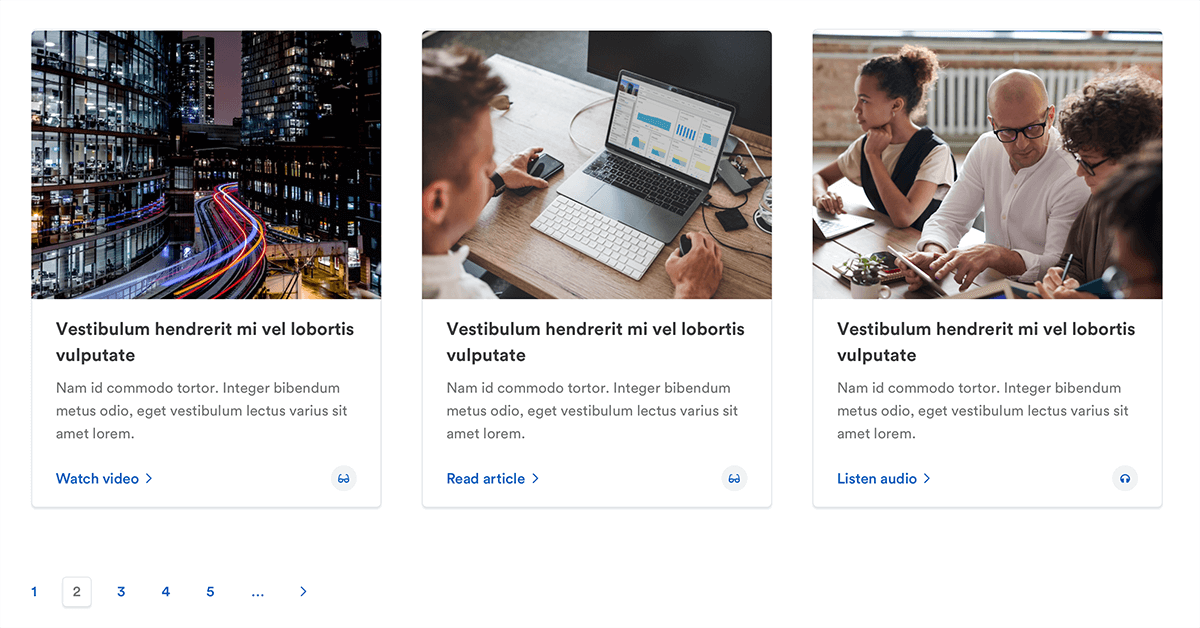 Vestibulum hendrerit mi vel lobortis
vulputate
Nam id commodo tortor. Integer bibendum
metus odio, eget vestibulum lectus varius sit
amet lorem.
Watch video
Vestibulum hendrerit mi vel lobortis
vulputate
Nam id commodo tortor. Integer bibendum
metus odio, eget vestibulum lectus varius sit
amet lorem.
Read article
Vestibulum hendrerit mi vel lobortis
vulputate
Nam id commodo tortor. Integer bibendum
metus odio, eget vestibulum lectus varius sit
amet lorem.
Listen audio
1 2 3 4 5 ...